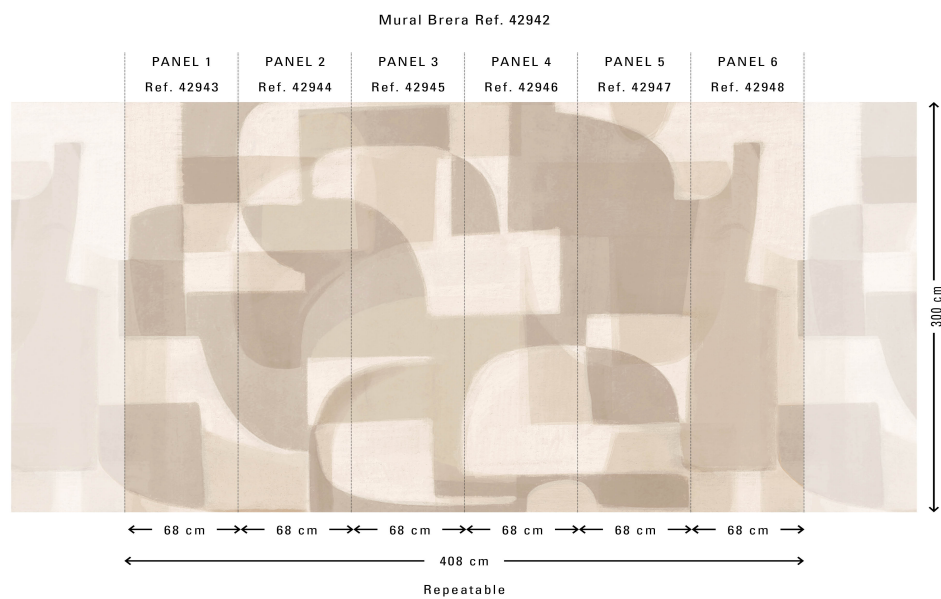 Mural Brera Ref. 42942
PANEL 1 PANEL 2 PANEL 3 PANEL 4 PANEL 5 PANEL 6
Ref. 42943 Ref. 42944 Ref. 42945 Ref. 42946 Ref. 42947 Ref. 42948
300 cm
68 cm 68 cm 68 cm 68 cm 68 cm 68 cm
408 cm
Repeatable